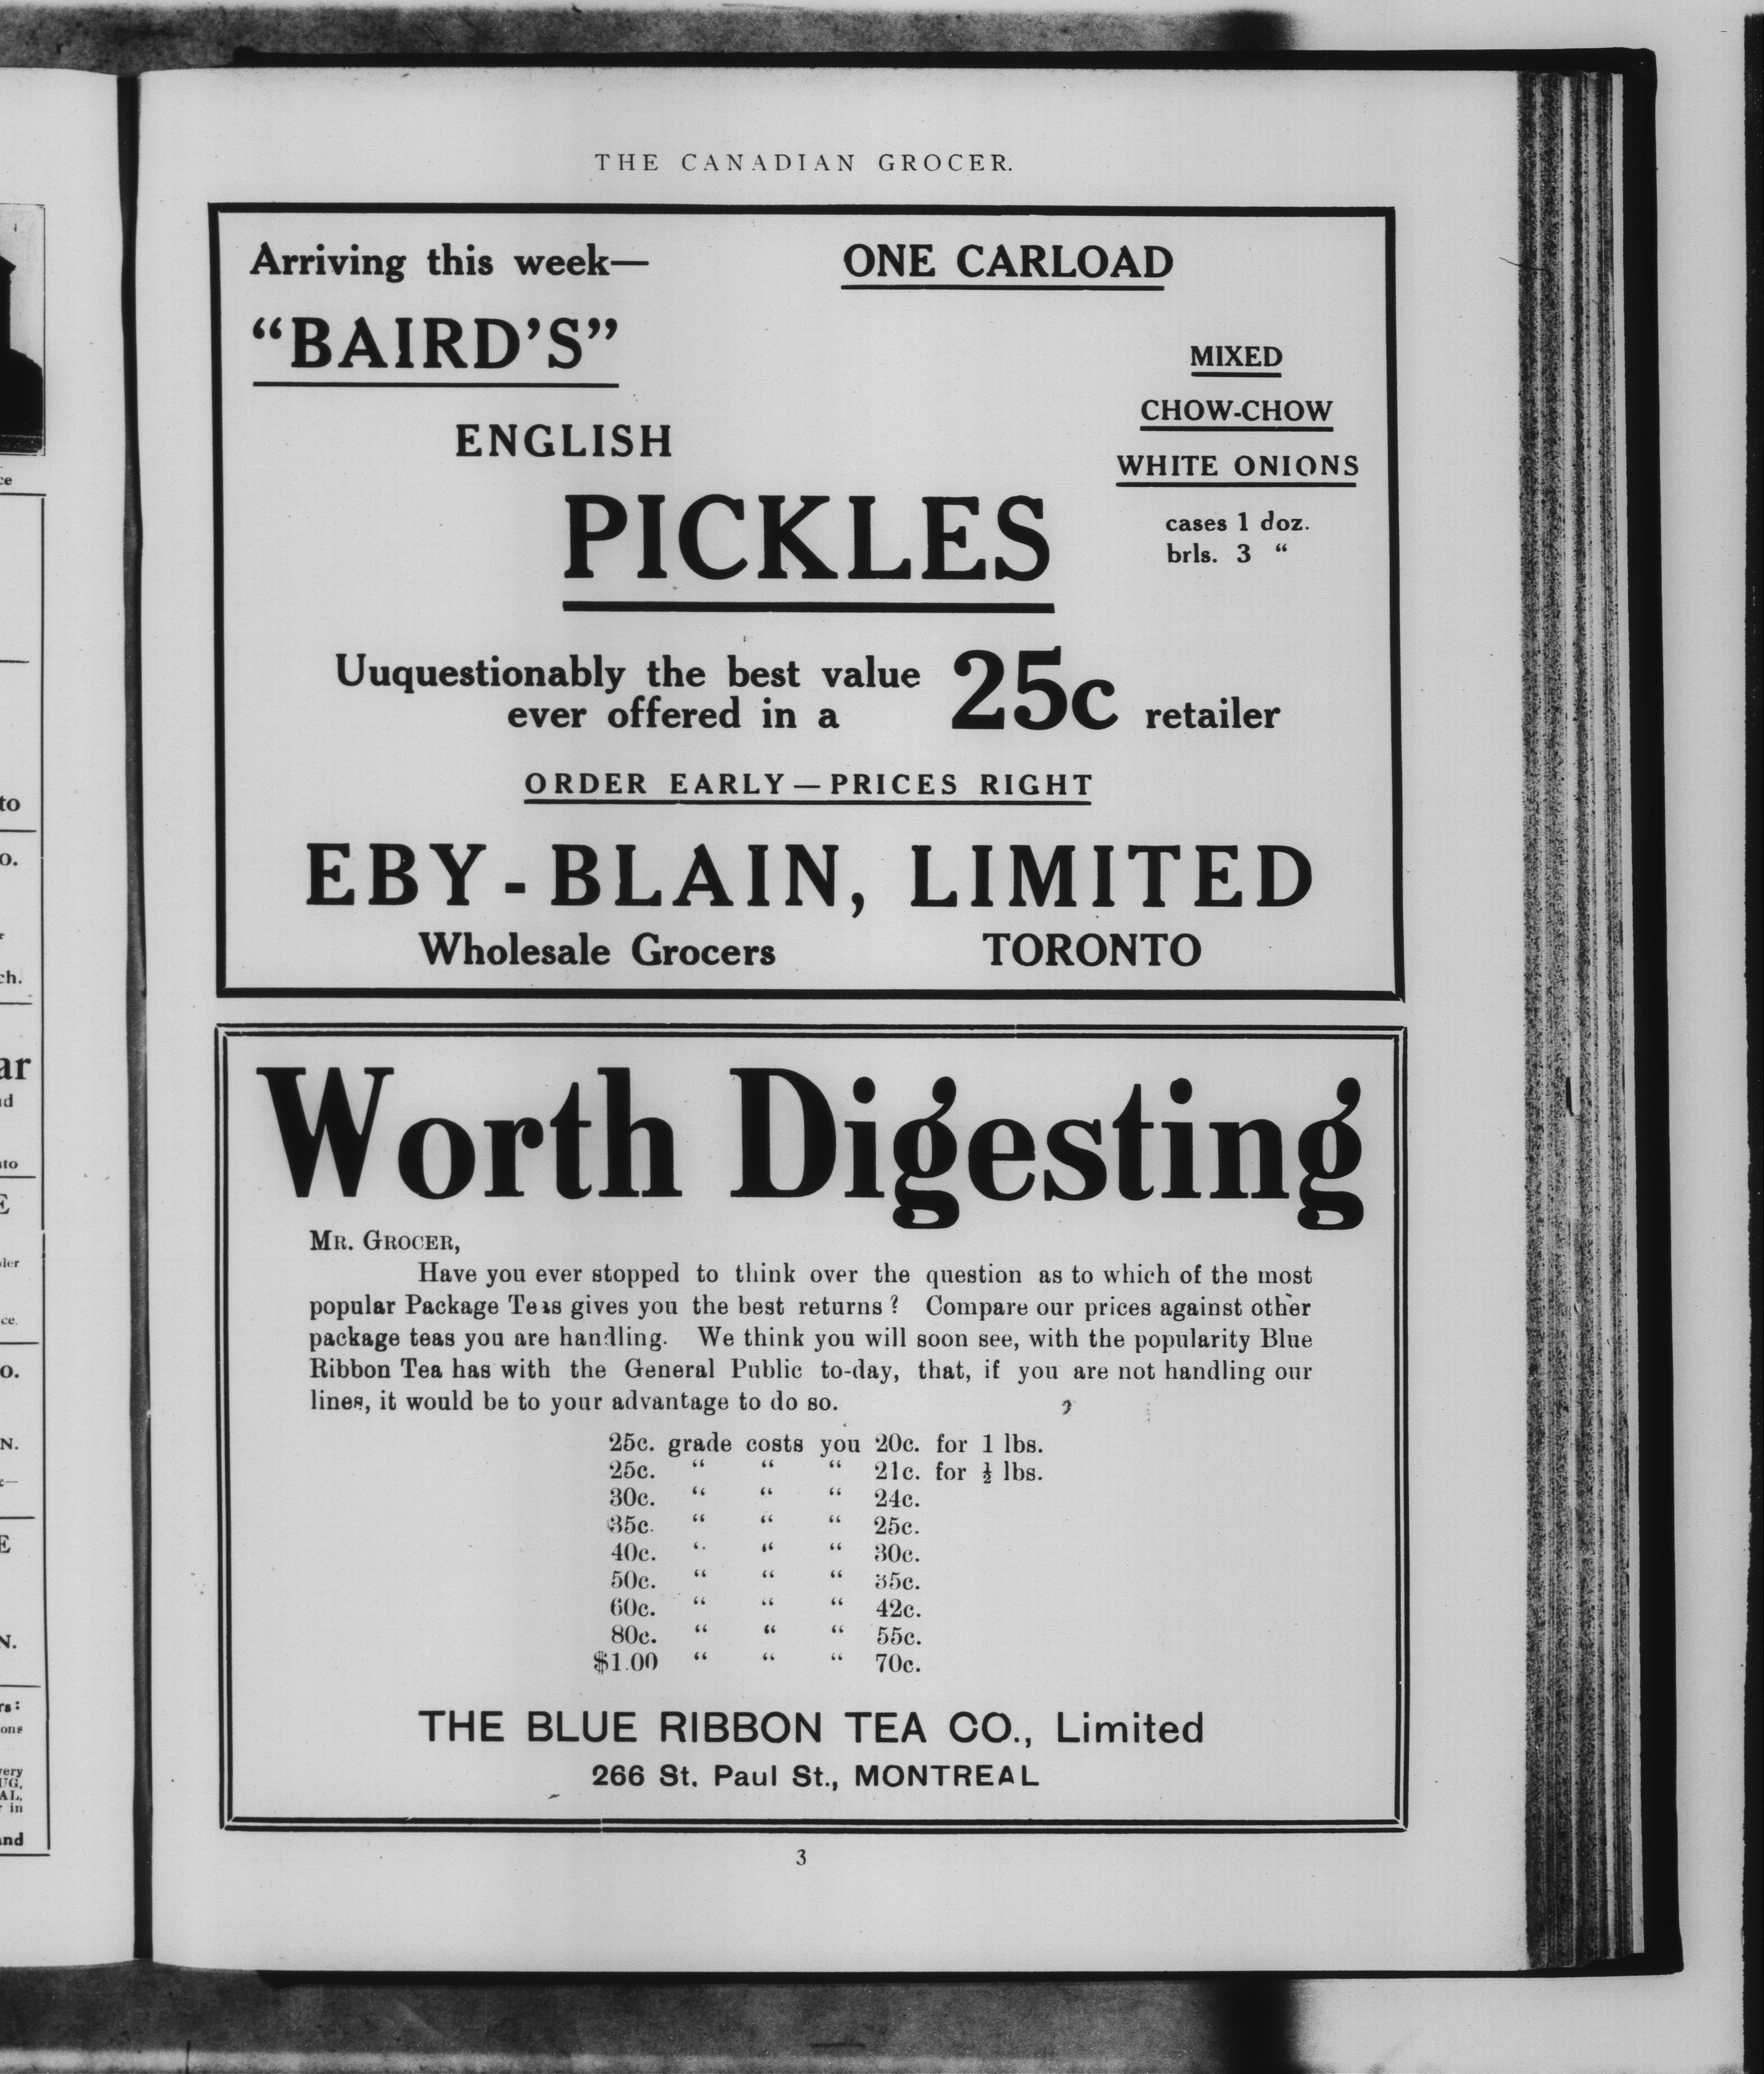 THE CANADIAN GROCER.
Arriving this week— ONE CARLOAD
“BAIRD’S”
ENGLISH
PICKLES
MIXED
CHOW-CHOW
WHITE ONIONS
cases 1 doz.
brls. 3 “
Uuquestionably the best value
ever offered in a 25c retailer
ORDER EARLY—PRICES RIGHT
EBY-BLAIN, LIMITED
Wholesale Grocers TORONTO
Worth Digesting
MR. GROCER,
Have you ever stopped to think over the question as to which of the most
popular Package Teas gives you the best returns? Compare our prices against other
package teas you are handling. We think you will soon see, with the popularity Blue
Ribbon Tea has with the General Public to-day, that, if you are not handling our
lines, it would be to your advantage to do so.
25c. grade costs you 20c. for 1 lbs.
25c. “ “ “ 21c. for ½ lbs.
30c. “ “ “ 24c.
35c. “ “ “ 25c.
40c. “ “ “ 30c.
50c. “ “ “ 35c.
60c. “ “ “ 42c.
80c. “ “ “ 55c.
$1.00 “ “ “ 70c.
THE BLUE RIBBON TEA CO., Limited
266 St. Paul St., MONTREAL
3